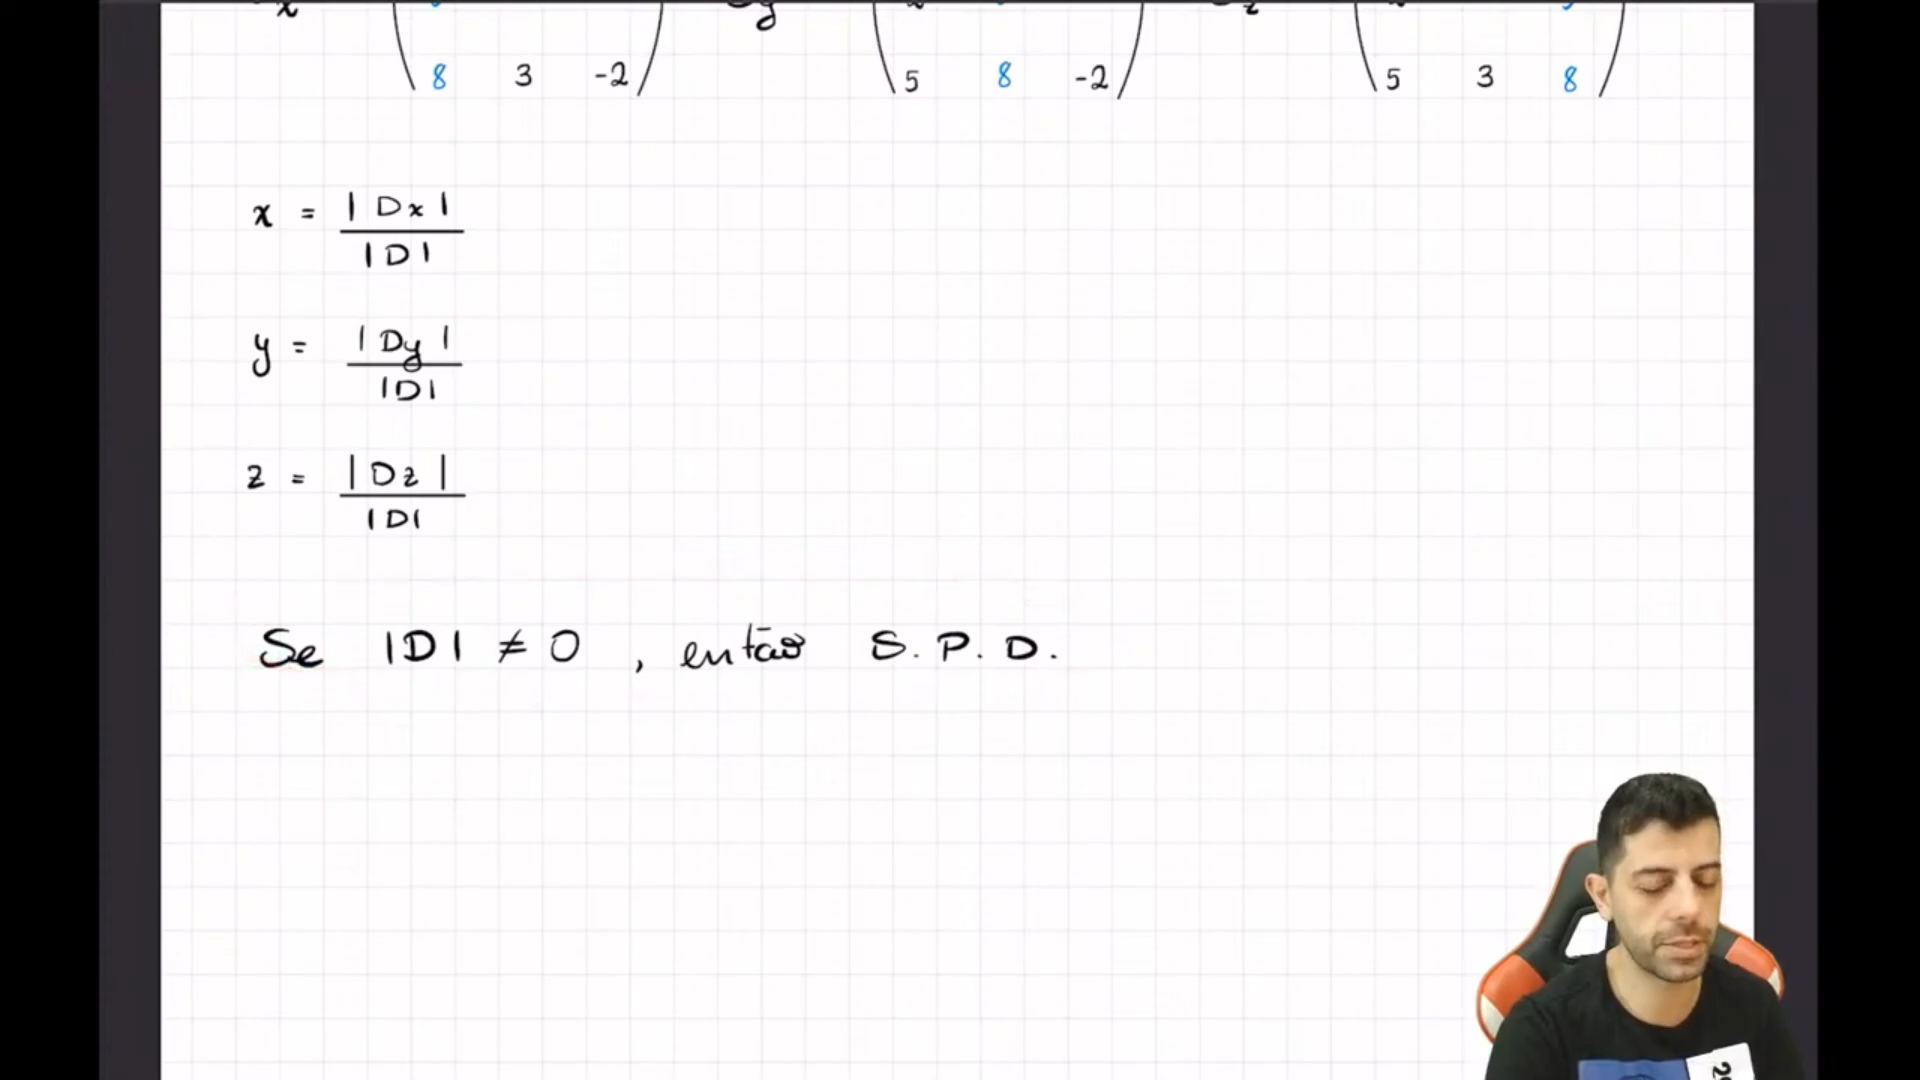 8 3 -2 5 8 -2 5 3 8
x = |Dx| / |D|
y = |Dy| / |D|
z = |Dz| / |D|
Se |D| ≠ 0 , então S. P. D.